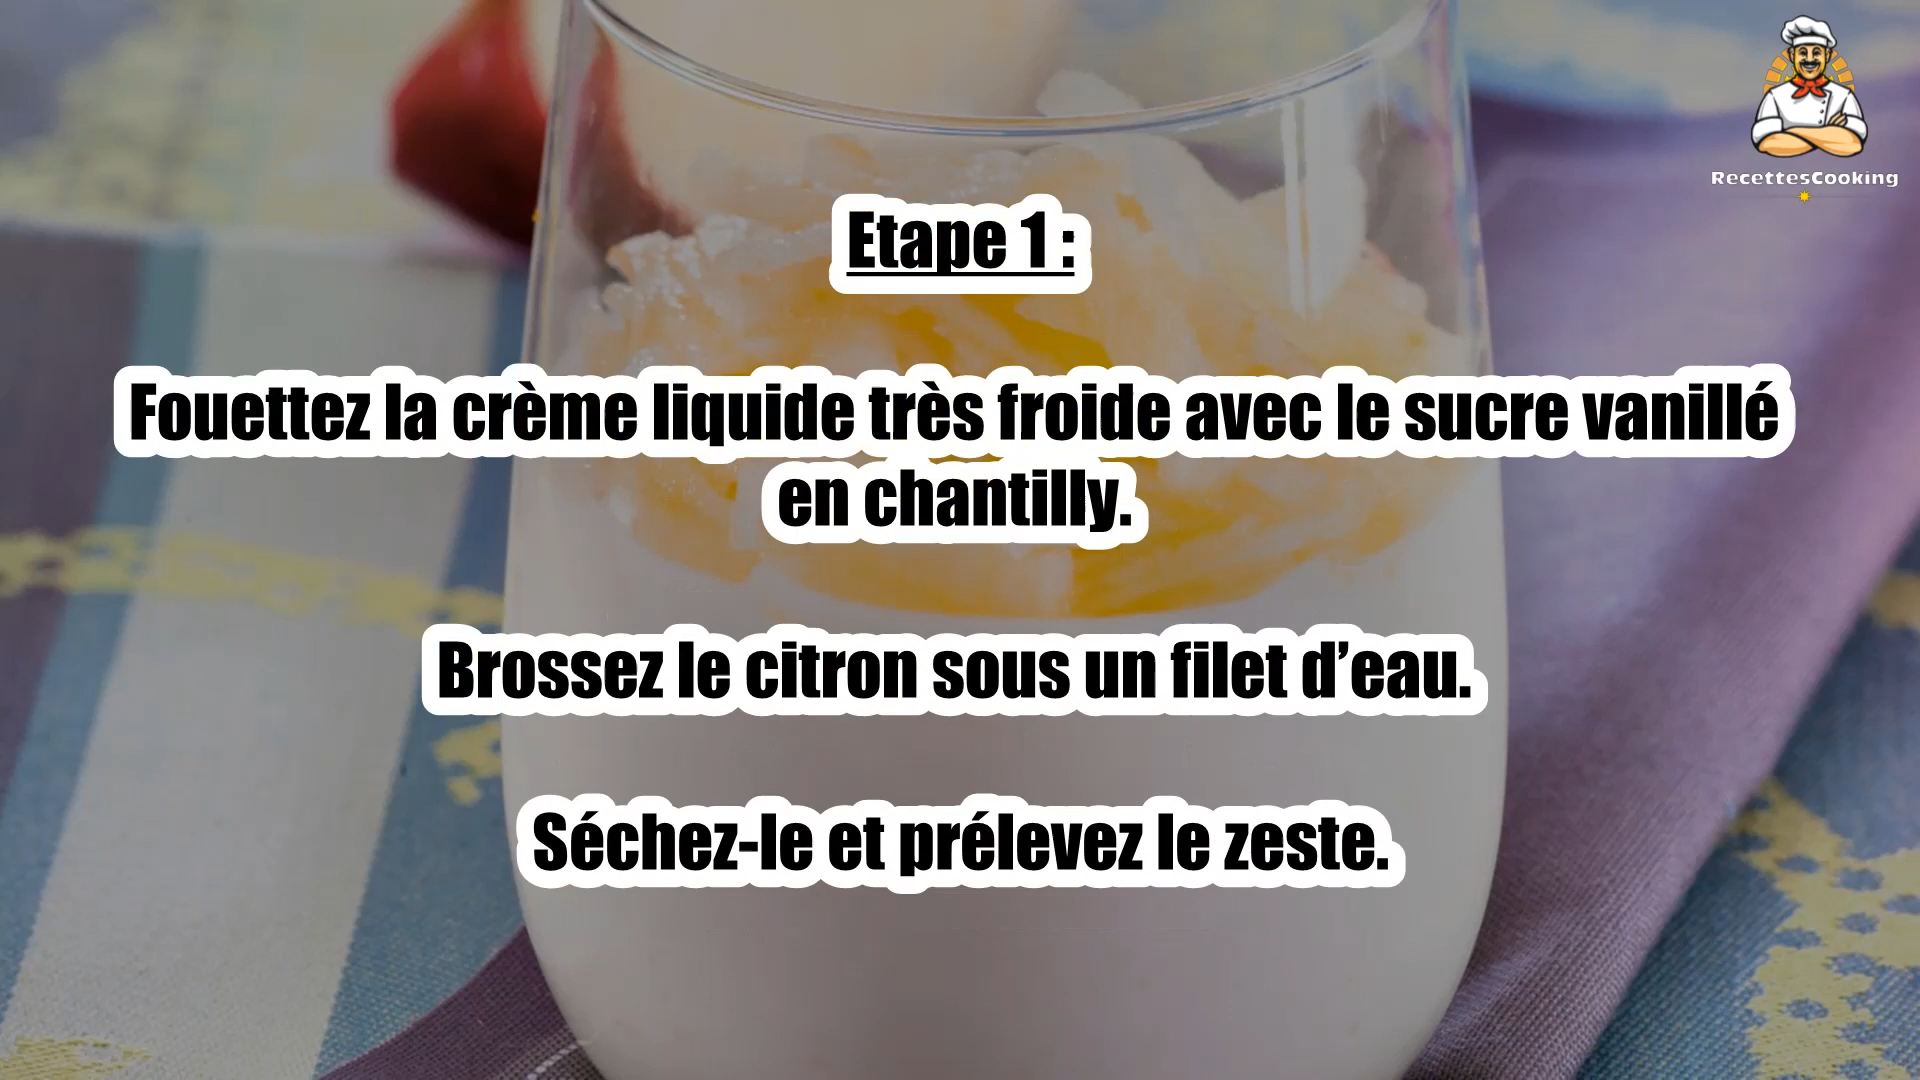 RecettesCooking
Etape 1 :
Fouettez la crème liquide très froide avec le sucre vanillé
en chantilly.
Brossez le citron sous un filet d’eau.
Séchez-le et prélevez le zeste.